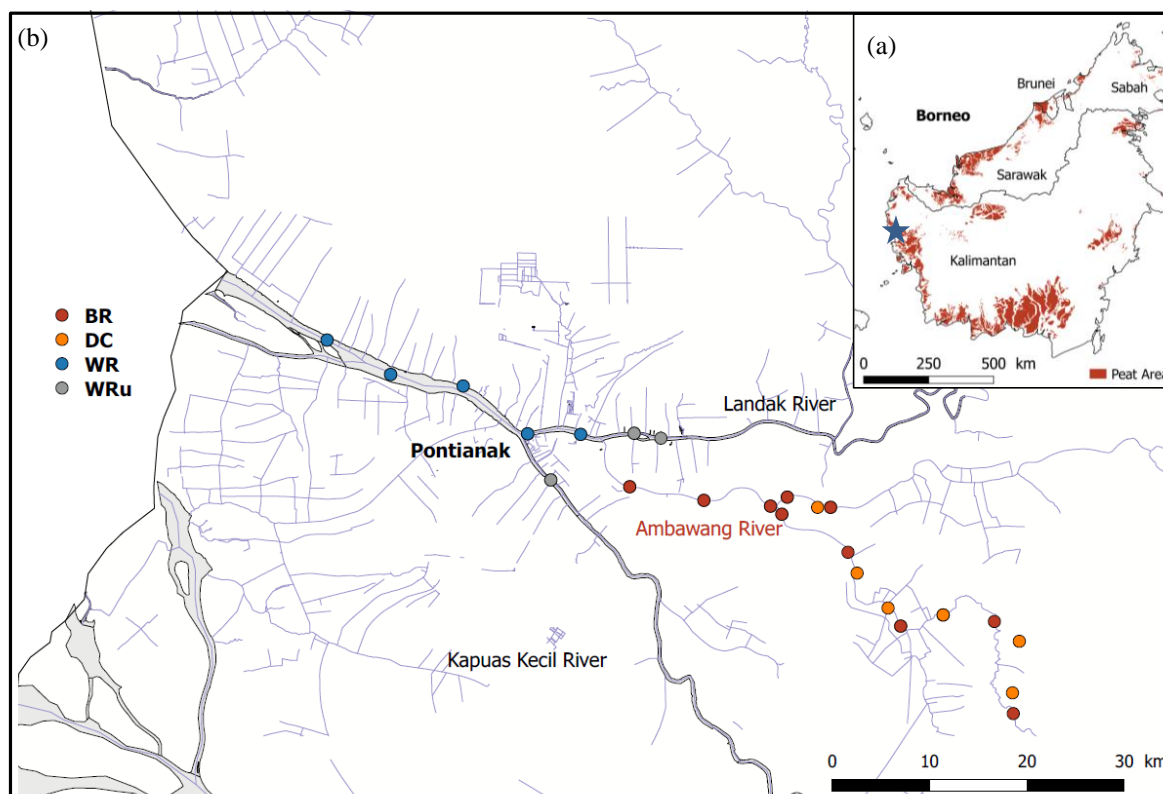 (b)
(a)
Brunei
Sabah
Borneo
Sarawak
Kalimantan
0 250 500 km
Peat Area
BR
DC
WR
WRu
Landak River
Pontianak
Ambawang River
Kapuas Kecil River
0 10 20 30 km